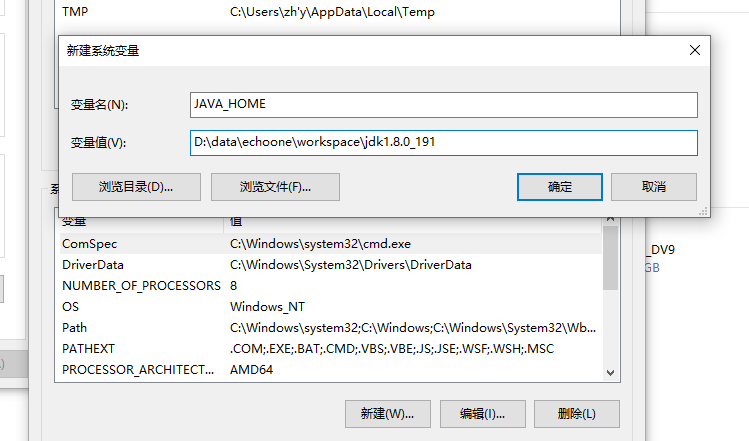 TMP C:\Users\zh'y\AppData\Local\Temp
新建系统变量
变量名(N): JAVA_HOME
变量值(V): D:\data\echoone\workspace\jdk1.8.0_191
浏览目录(D)... 浏览文件(F)... 确定 取消
变量 值
ComSpec C:\Windows\system32\cmd.exe
_DV9
DriverData C:\Windows\System32\Drivers\DriverData
GB
NUMBER_OF_PROCESSORS 8
OS Windows_NT
Path C:\Windows\system32;C:\Windows;C:\Windows\System32\Wb...
PATHEXT .COM;.EXE;.BAT;.CMD;.VBS;.VBE;.JS;.JSE;.WSF;.WSH;.MSC
PROCESSOR_ARCHITECT... AMD64
新建(W)... 编辑(I)... 删除(L)